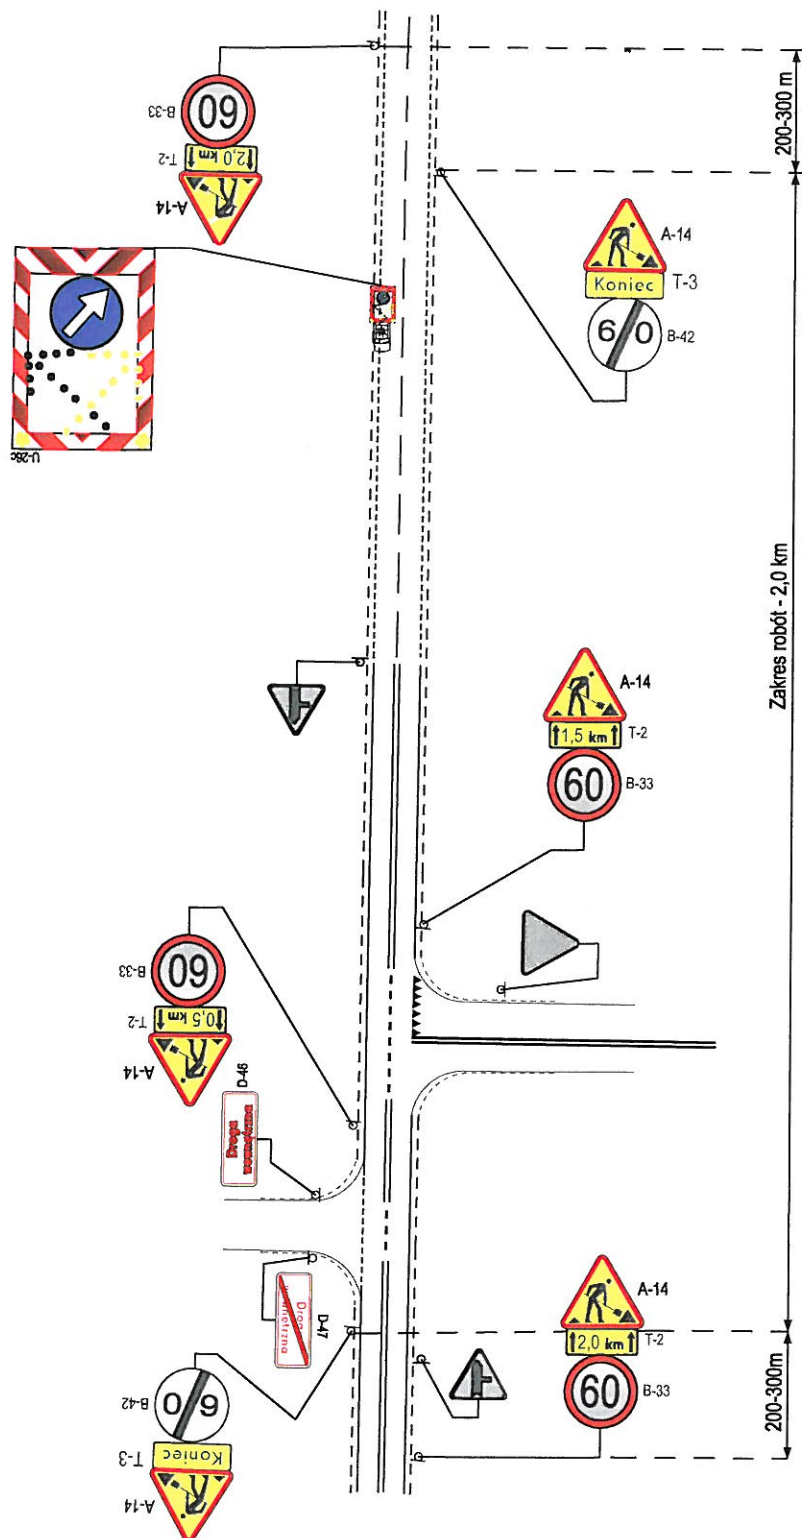 B-33
60
T-2
2,0 km
A-14
200-300 m
A-14
Koniec T-3
60 B-42
U-26c
Zakres robót - 2,0 km
A-14
1,5 km T-2
60 B-33
B-33
60
T-2
0,5 km
A-14
D-46
Droga
wewnętrzna
Droga
wewnętrzna
D-47
A-14
2,0 km T-2
60 B-33
200-300m
B-42
60
T-3
Koniec
A-14